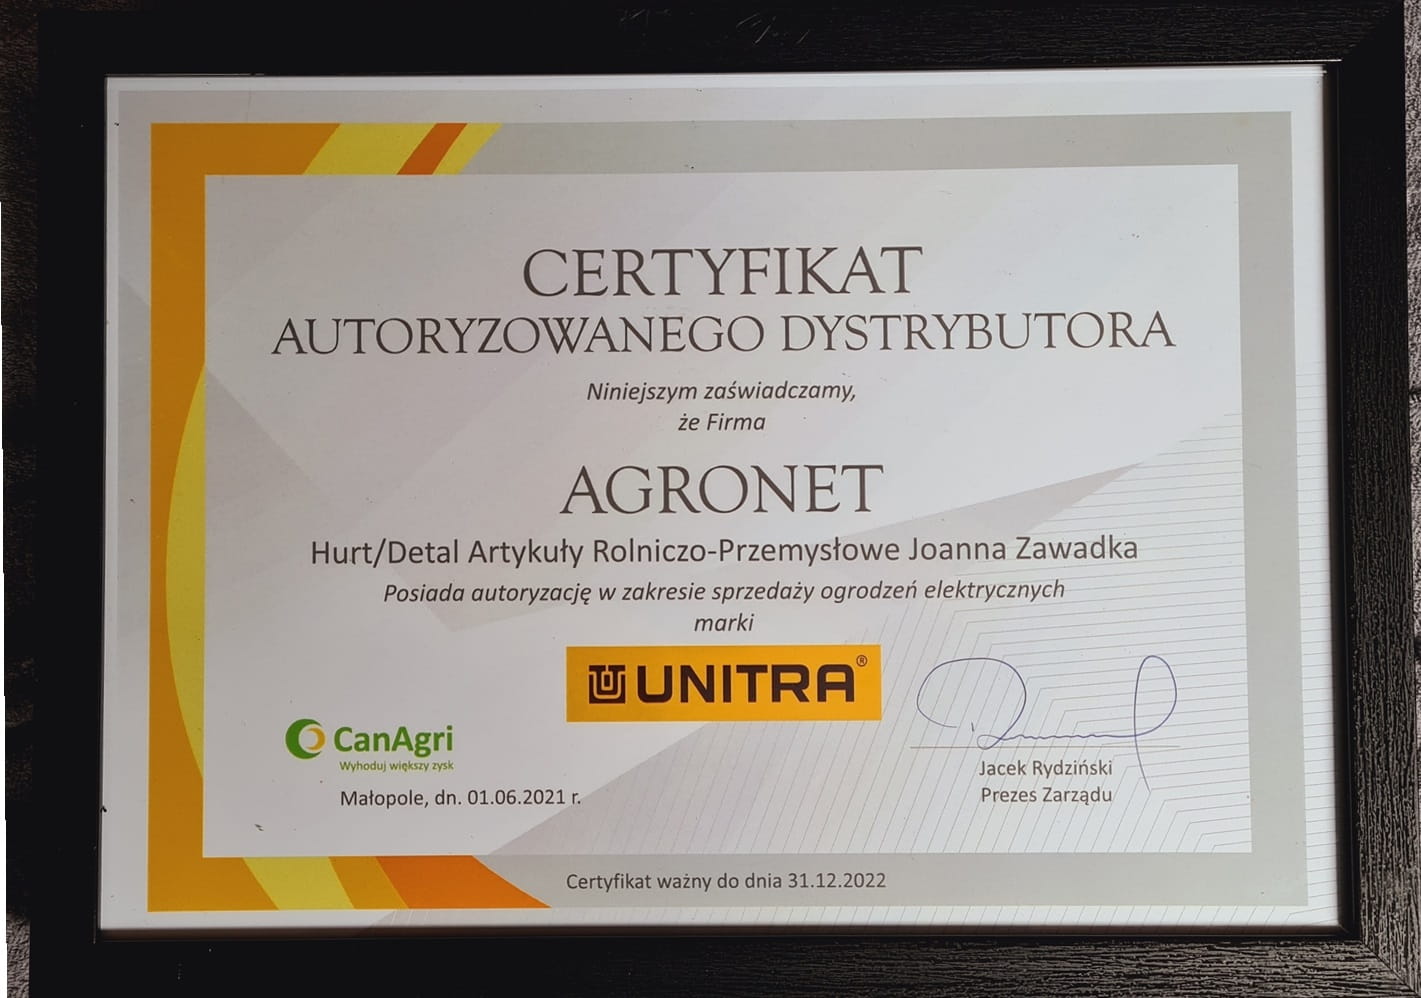 CERTYFIKAT
AUTORYZOWANEGO DYSTRYBUTORA
Niniejszym zaświadczamy,
że Firma
AGRONET
Hurt/Detal Artykuły Rolniczo-Przemysłowe Joanna Zawadka
Posiada autoryzację w zakresie sprzedaży ogrodzeń elektrycznych
marki
UNITRA®
CanAgri
Wyhoduj większy zysk
Małopole, dn. 01.06.2021 r.
Jacek Rydziński
Prezes Zarządu
Certyfikat ważny do dnia 31.12.2022